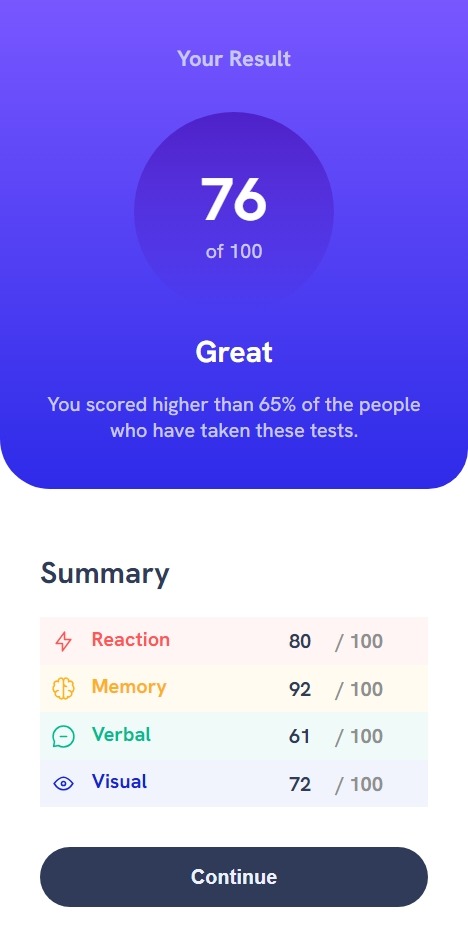 Your Result
76
of 100
Great
You scored higher than 65% of the people
who have taken these tests.
Summary
Reaction 80 / 100
Memory 92 / 100
Verbal 61 / 100
Visual 72 / 100
Continue